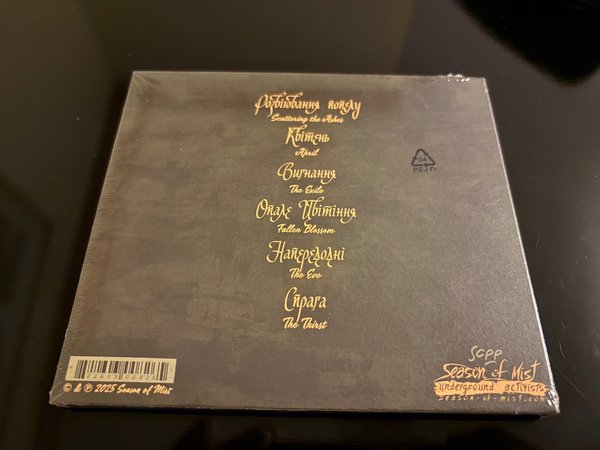 Розвіювання попелу
Scattering the Ashes
Квітень
April
Вигнання
The Exile
Опале Цвітіння
Fallen Blossom
Напередодні
The Eve
Спрага
The Thirst
04
© & ℗ 2025 Season of Mist
SOPP
Season of Mist
underground activists
season-of-mist.com